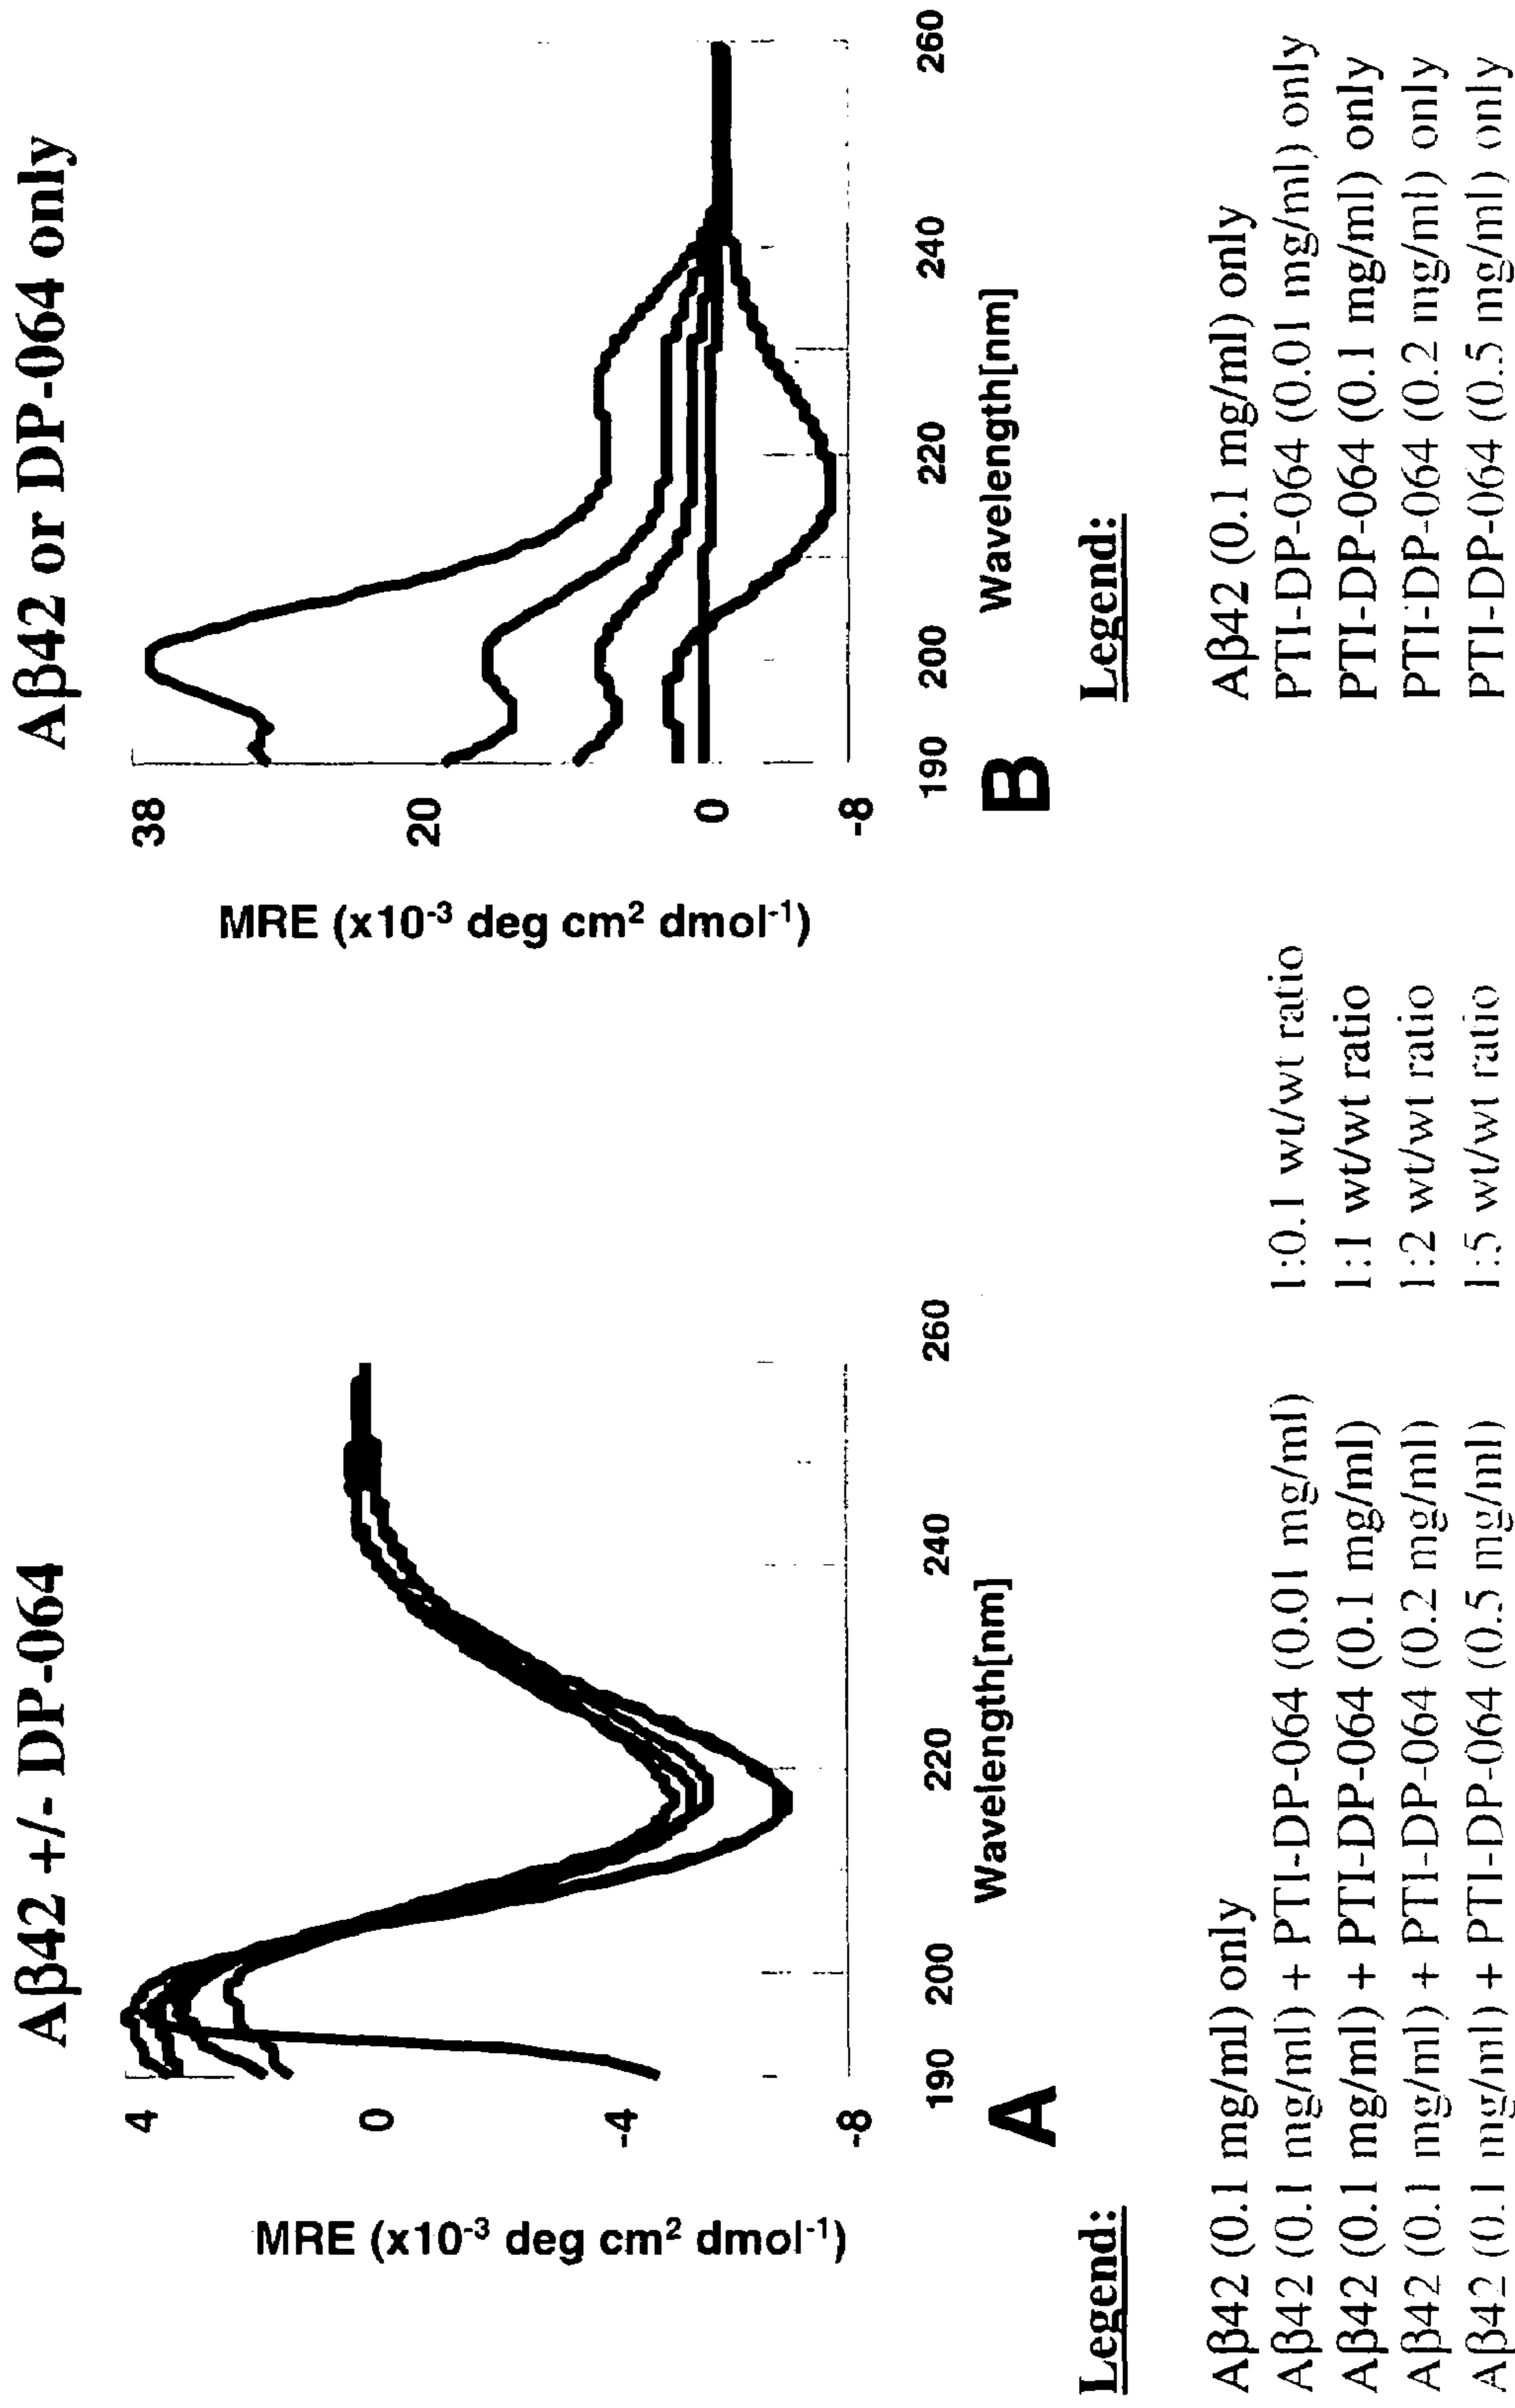 Aβ42 +/- DP-064
MRE (x10⁻³ deg cm² dmol⁻¹)
4
0
-4
-8
190 200 220 240 260
Wavelength[nm]
A
Legend:
Aβ42 (0.1 mg/ml) only
Aβ42 (0.1 mg/ml) + PTI-DP-064 (0.01 mg/ml) 1:0.1 wt/wt ratio
Aβ42 (0.1 mg/ml) + PTI-DP-064 (0.1 mg/ml) 1:1 wt/wt ratio
Aβ42 (0.1 mg/ml) + PTI-DP-064 (0.2 mg/ml) 1:2 wt/wt ratio
Aβ42 (0.1 mg/ml) + PTI-DP-064 (0.5 mg/ml) 1:5 wt/wt ratio
Aβ42 or DP-064 only
MRE (x10⁻³ deg cm² dmol⁻¹)
38
20
0
-8
190 200 220 240 260
Wavelength[nm]
B
Legend:
Aβ42 (0.1 mg/ml) only
PTI-DP-064 (0.01 mg/ml) only
PTI-DP-064 (0.1 mg/ml) only
PTI-DP-064 (0.2 mg/ml) only
PTI-DP-064 (0.5 mg/ml) only